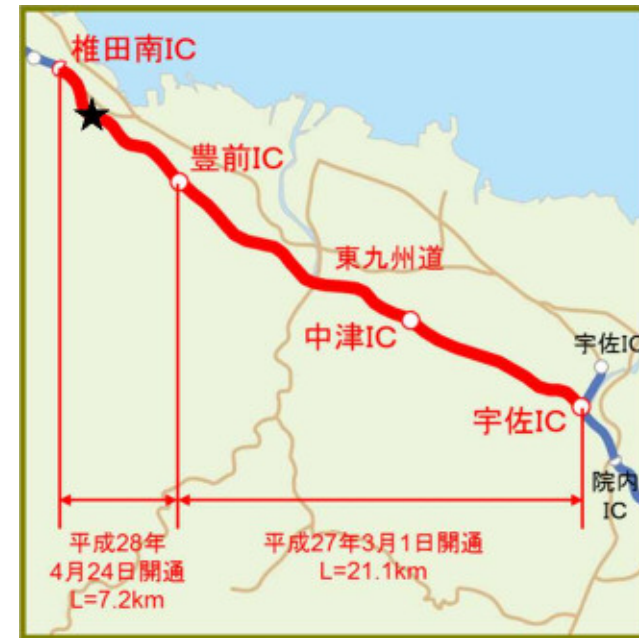 椎田南IC
豊前IC
東九州道
中津IC
宇佐IC
宇佐IC
院内
IC
平成28年
4月24日開通
L=7.2km
平成27年3月1日開通
L=21.1km